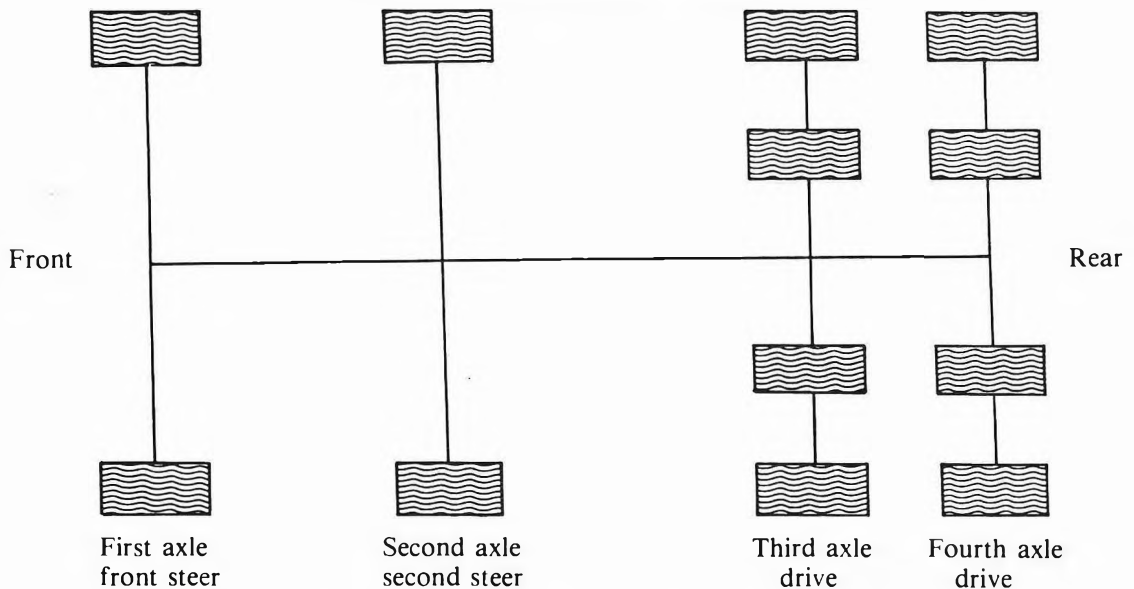 Front
Rear
First axle
front steer
Second axle
second steer
Third axle
drive
Fourth axle
drive